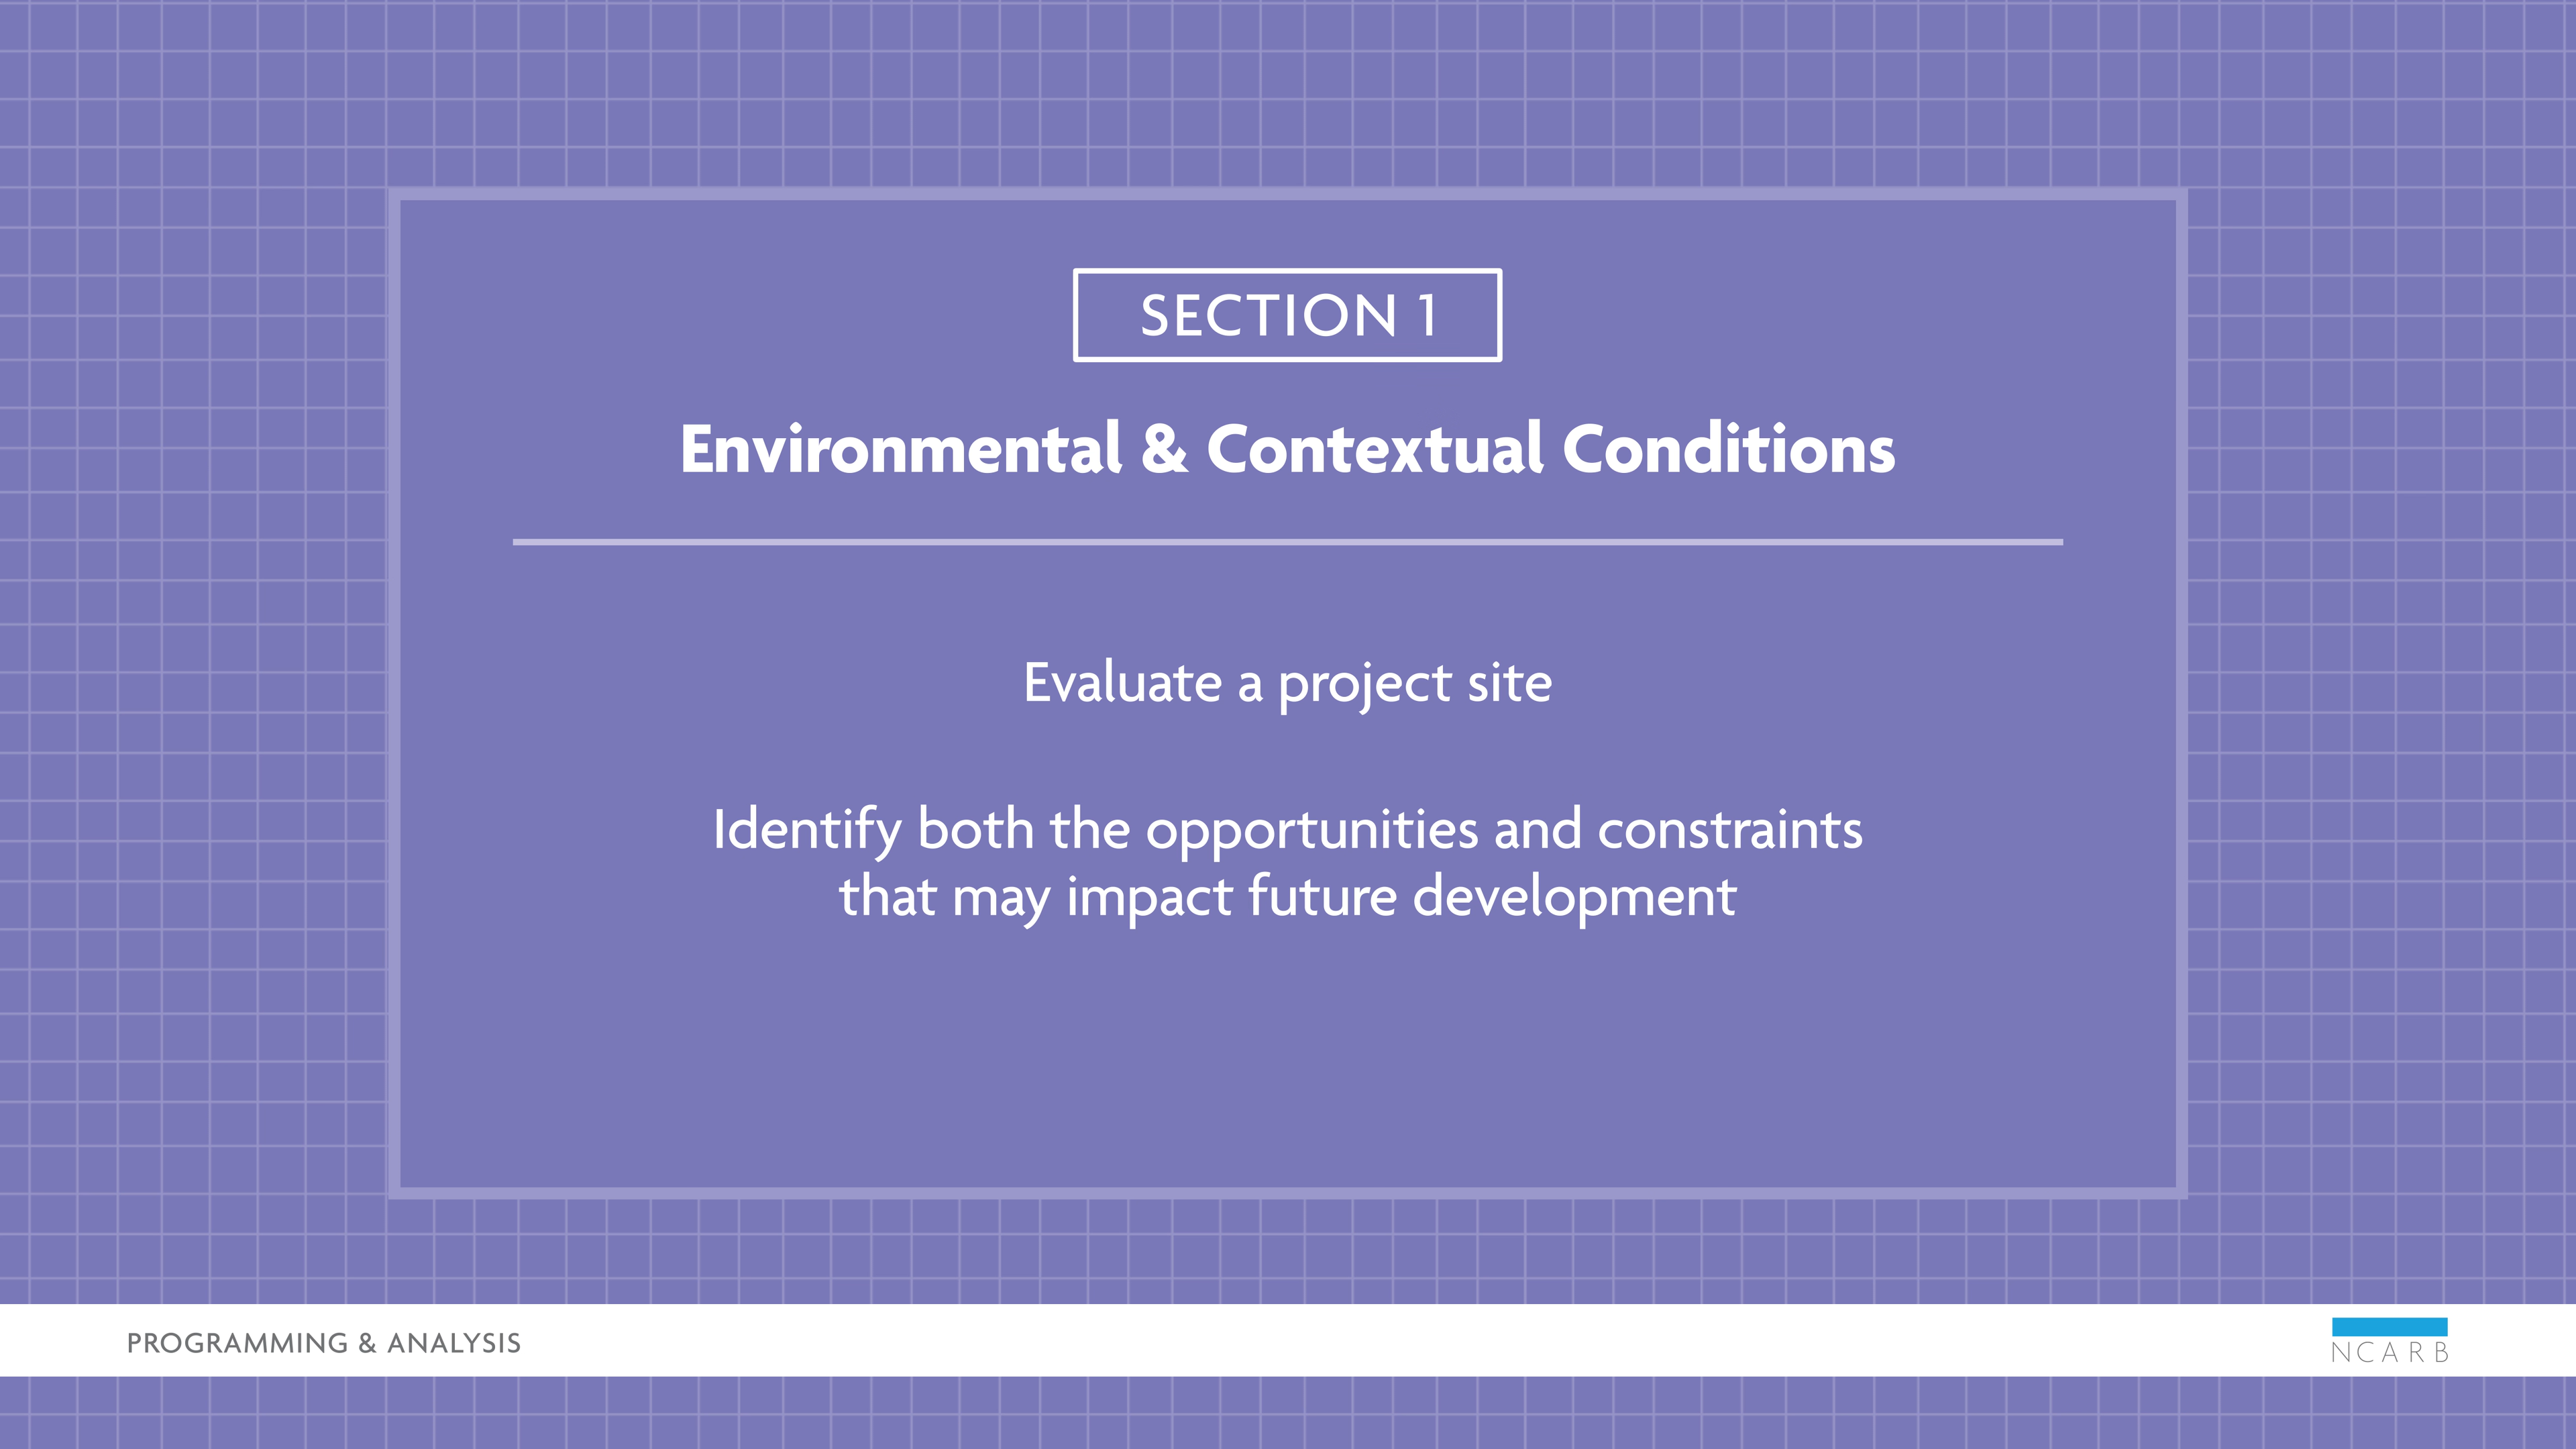 SECTION 1
Environmental & Contextual Conditions
Evaluate a project site
Identify both the opportunities and constraints
that may impact future development
PROGRAMMING & ANALYSIS
NCARB